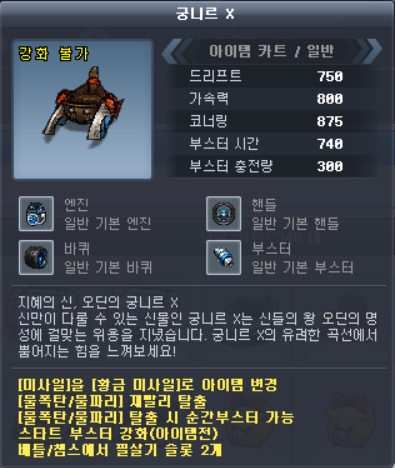 궁니르 X
강화 불가
아이템 카트 / 일반
드리프트 750
가속력 800
코너링 875
부스터 시간 740
부스터 충전량 300
엔진
일반 기본 엔진
핸들
일반 기본 핸들
바퀴
일반 기본 바퀴
부스터
일반 기본 부스터
지혜의 신, 오딘의 궁니르 X
신만이 다룰 수 있는 신물인 궁니르 X는 신들의 왕 오딘의 명
성에 걸맞는 위용을 지녔습니다. 궁니르 X의 유려한 곡선에서
뿜어지는 힘을 느껴보세요!
[미사일]을 [황금 미사일]로 아이템 변경
[물폭탄/물파리] 재빨리 탈출
[물폭탄/물파리] 탈출 시 순간부스터 가능
스타트 부스터 강화(아이템전)
배틀/챔스에서 필살기 슬롯 2개